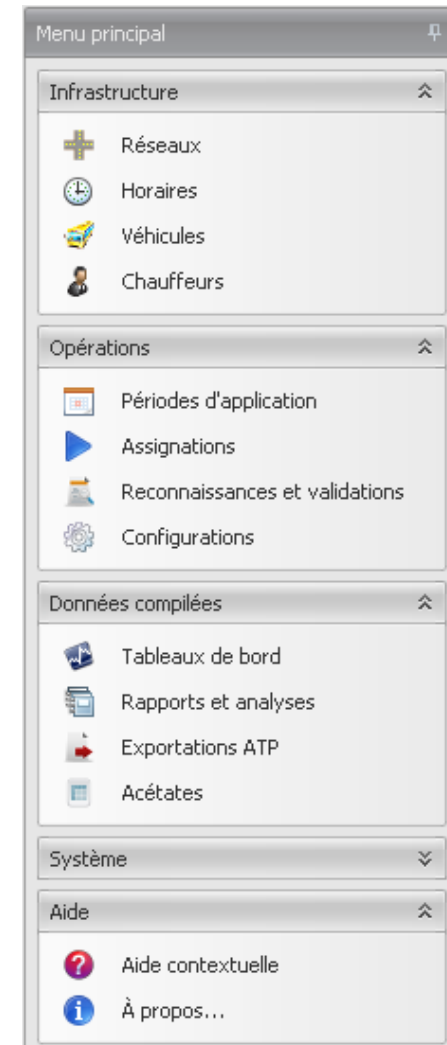 Menu principal
Infrastructure
Réseaux
Horaires
Véhicules
Chauffeurs
Opérations
Périodes d'application
Assignations
Reconnaissances et validations
Configurations
Données compilées
Tableaux de bord
Rapports et analyses
Exportations ATP
Acétates
Système
Aide
Aide contextuelle
À propos...